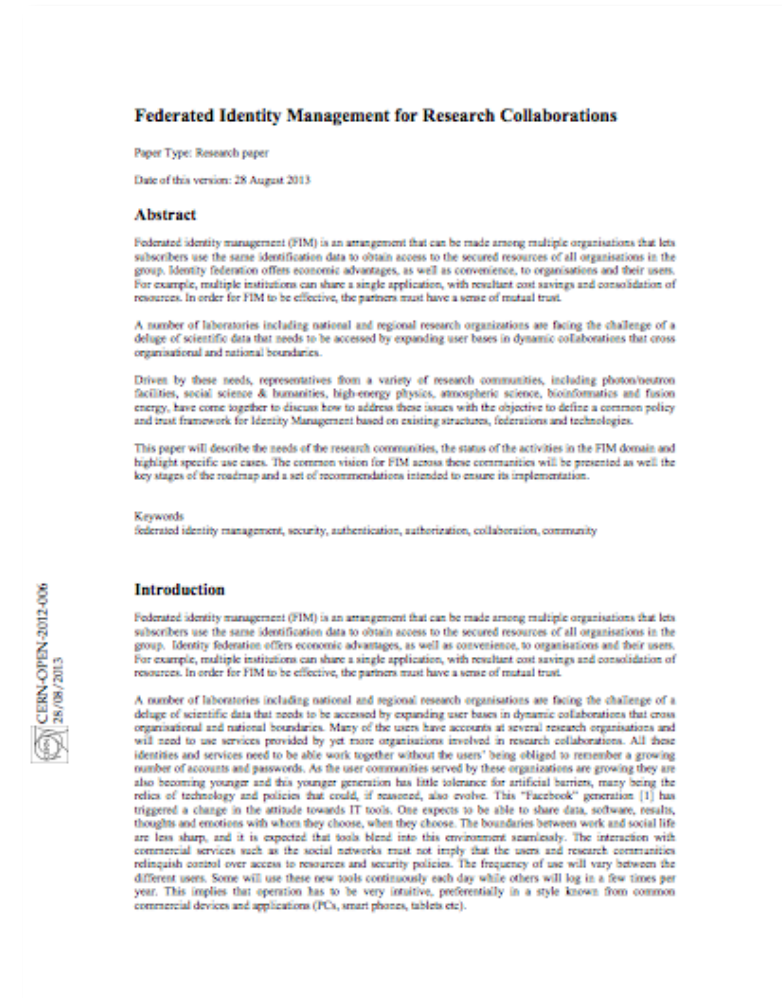 Federated Identity Management for Research Collaborations
Paper Type: Research paper
Date of this version: 28 August 2013
Abstract
Federated identity management (FIM) is an arrangement that can be made among multiple organisations that lets
subscribers use the same identification data to obtain access to the secured resources of all organisations in the
group. Identity federation offers economic advantages, as well as convenience, to organisations and their users.
For example, multiple institutions can share a single application, with resultant cost savings and consolidation of
resources. In order for FIM to be effective, the partners must have a sense of mutual trust.
A number of laboratories including national and regional research organizations are facing the challenge of a
deluge of scientific data that needs to be accessed by expanding user bases in dynamic collaborations that cross
organisational and national boundaries.
Driven by these needs, representatives from a variety of research communities, including photon/neutron
facilities, social science & humanities, high-energy physics, atmospheric science, bioinformatics and fusion
energy, have come together to discuss how to address these issues with the objective to define a common policy
and trust framework for Identity Management based on existing structures, federations and technologies.
This paper will describe the needs of the research communities, the status of the activities in the FIM domain and
highlight specific use cases. The common vision for FIM across these communities will be presented as well the
key stages of the roadmap and a set of recommendations intended to ensure its implementation.
Keywords
federated identity management, security, authentication, authorization, collaboration, community
Introduction
Federated identity management (FIM) is an arrangement that can be made among multiple organisations that lets
subscribers use the same identification data to obtain access to the secured resources of all organisations in the
group. Identity federation offers economic advantages, as well as convenience, to organisations and their users.
For example, multiple institutions can share a single application, with resultant cost savings and consolidation of
resources. In order for FIM to be effective, the partners must have a sense of mutual trust.
A number of laboratories including national and regional research organisations are facing the challenge of a
deluge of scientific data that needs to be accessed by expanding user bases in dynamic collaborations that cross
organisational and national boundaries. Many of the users have accounts at several research organisations and
will need to use services provided by yet more organisations involved in research collaborations. All these
identities and services need to be able work together without the users' being obliged to remember a growing
number of accounts and passwords. As the user communities served by these organizations are growing they are
also becoming younger and this younger generation has little tolerance for artificial barriers, many being the
relics of technology and policies that could, if reasoned, also evolve. This "Facebook" generation [1] has
triggered a change in the attitude towards IT tools. One expects to be able to share data, software, results,
thoughts and emotions with whom they choose, when they choose. The boundaries between work and social life
are less sharp, and it is expected that tools blend into this environment seamlessly. The interaction with
commercial services such as the social networks must not imply that the users and research communities
relinquish control over access to resources and security policies. The frequency of use will vary between the
different users. Some will use these new tools continuously each day while others will log in a few times per
year. This implies that operation has to be very intuitive, preferentially in a style known from common
commercial devices and applications (PCs, smart phones, tablets etc).
CERN-OPEN-2012-006
28/08/2013